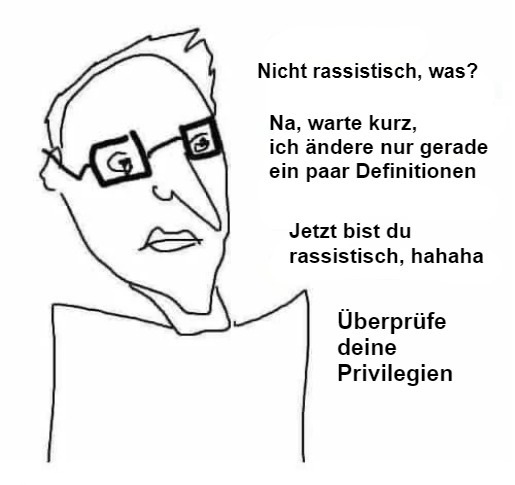 Nicht rassistisch, was?
Na, warte kurz,
ich ändere nur gerade
ein paar Definitionen
Jetzt bist du
rassistisch, hahaha
Überprüfe
deine
Privilegien